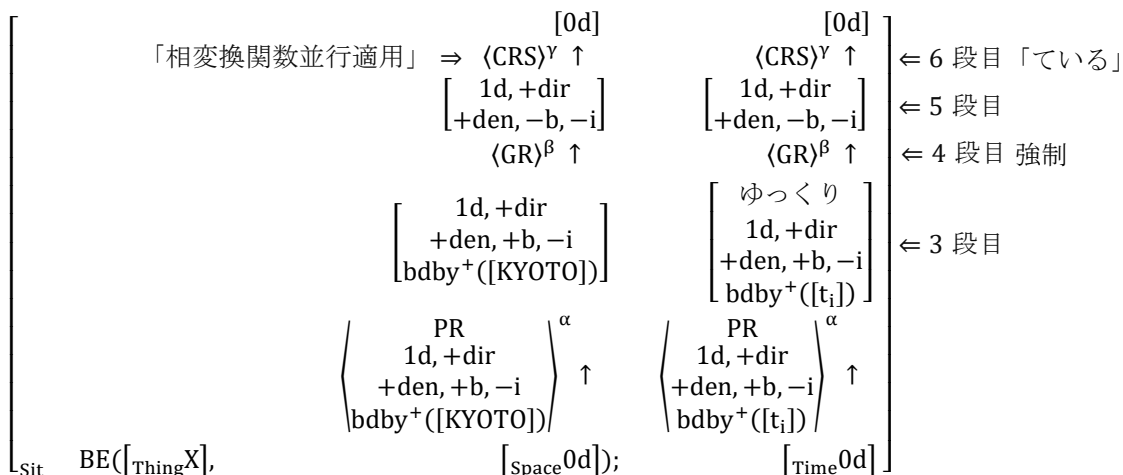 [0d] [0d]
「相変換関数並行適用」 ⇒ ⟨CRS⟩ᵞ ↑ ⟨CRS⟩ᵞ ↑ ⇐ 6 段目「ている」
1d, +dir 1d, +dir
+den, −b, −i +den, −b, −i ⇐ 5 段目
⟨GR⟩ᵝ ↑ ⟨GR⟩ᵝ ↑ ⇐ 4 段目 強制
ゆっくり
1d, +dir 1d, +dir
+den, +b, −i +den, +b, −i ⇐ 3 段目
bdby⁺([KYOTO]) bdby⁺([tᵢ])
PR α PR α
1d, +dir 1d, +dir
+den, +b, −i ↑ +den, +b, −i ↑
bdby⁺([KYOTO]) bdby⁺([tᵢ])
Sit BE([Thing X], [Space 0d]); [Time 0d]